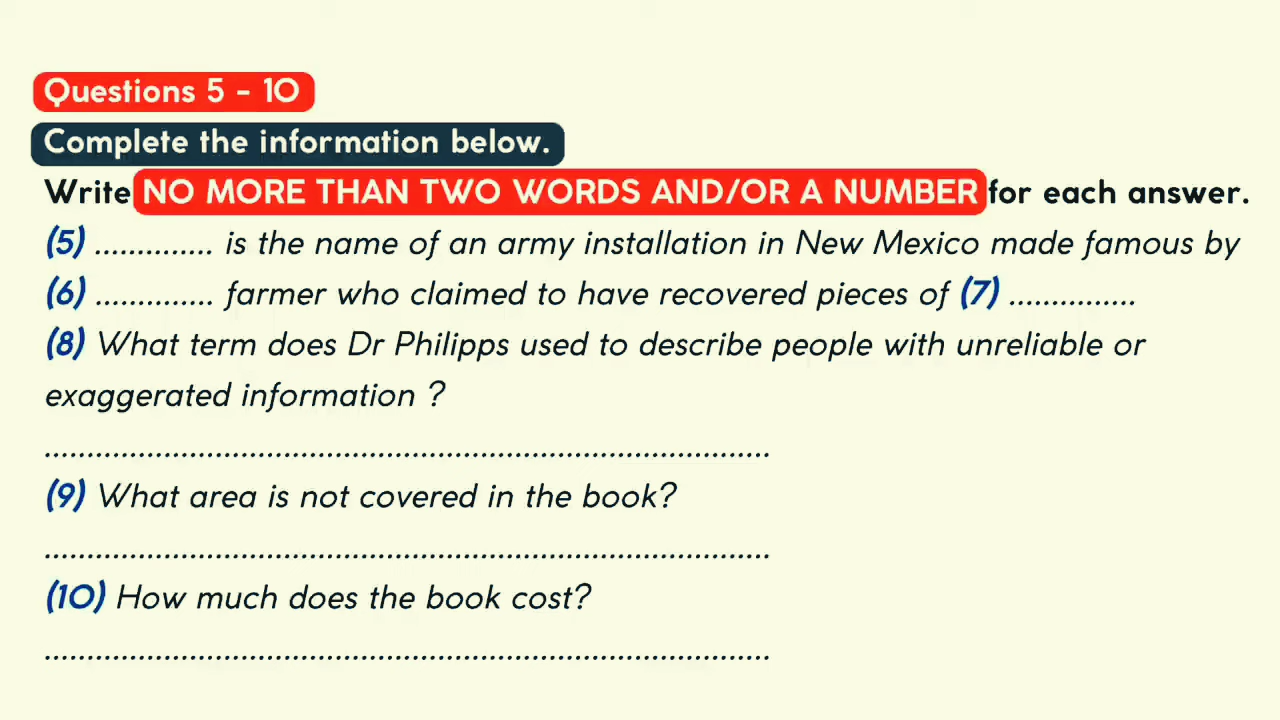 Questions 5 - 10
Complete the information below.
Write NO MORE THAN TWO WORDS AND/OR A NUMBER for each answer.
(5) .............. is the name of an army installation in New Mexico made famous by
(6) .............. farmer who claimed to have recovered pieces of (7) ...............
(8) What term does Dr Philipps used to describe people with unreliable or
exaggerated information ?
......................................................................................
(9) What area is not covered in the book?
......................................................................................
(10) How much does the book cost?
......................................................................................